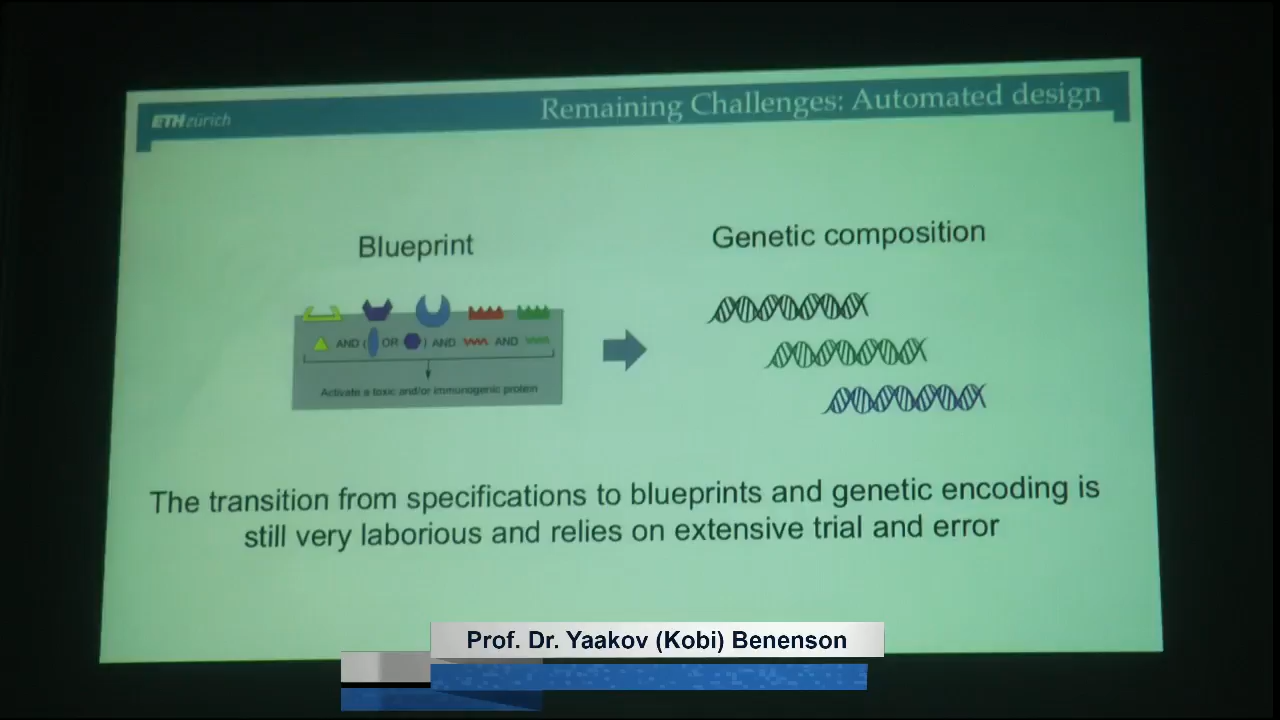 ETH zürich
Remaining Challenges: Automated design
Blueprint
Genetic composition
AND ( OR ) AND AND
Activate a toxic and/or immunogenic protein
The transition from specifications to blueprints and genetic encoding is
still very laborious and relies on extensive trial and error
Prof. Dr. Yaakov (Kobi) Benenson